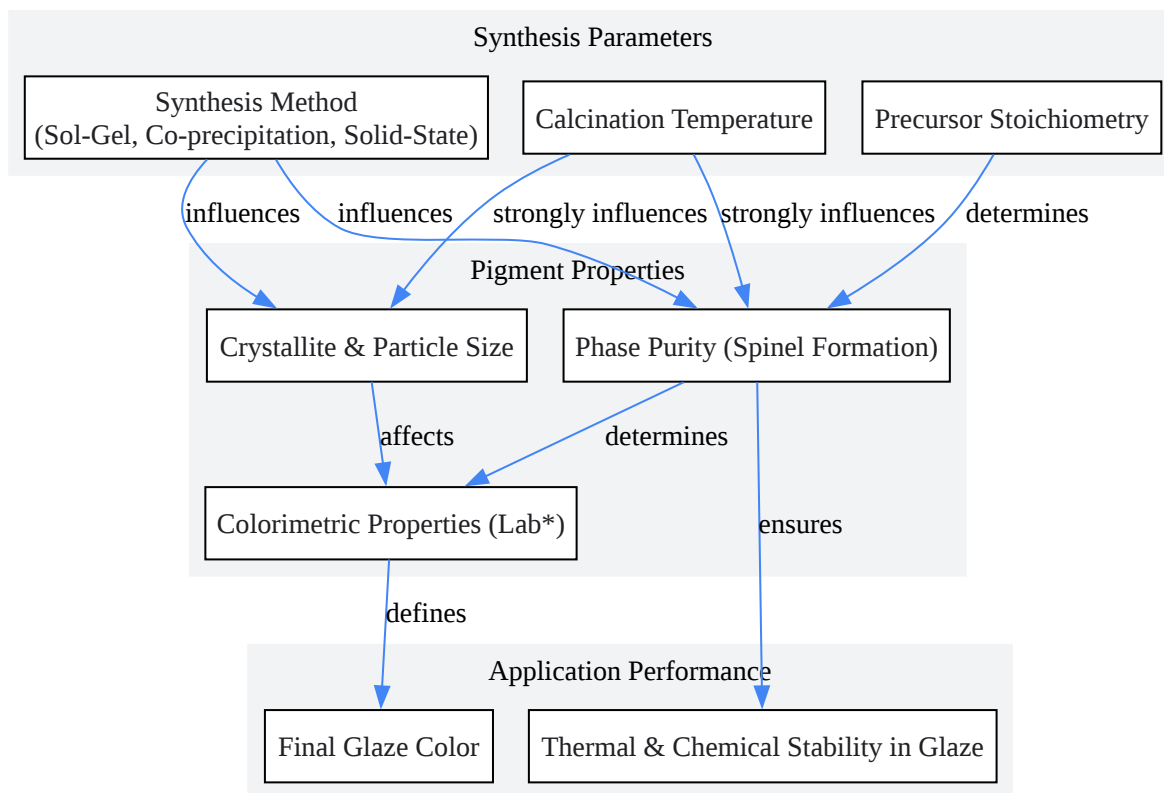 Synthesis Parameters
Synthesis Method
(Sol-Gel, Co-precipitation, Solid-State)
Calcination Temperature
Precursor Stoichiometry
influences
influences
strongly influences
strongly influences
determines
Pigment Properties
Crystallite & Particle Size
Phase Purity (Spinel Formation)
affects
determines
Colorimetric Properties (Lab*)
ensures
defines
Application Performance
Final Glaze Color
Thermal & Chemical Stability in Glaze